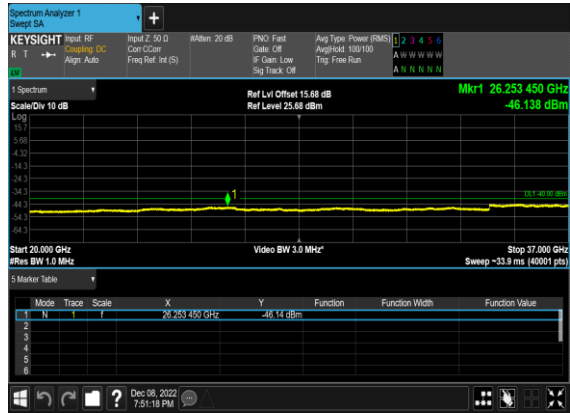 Spectrum Analyzer 1
Swept SA
+
KEYSIGHT Input: RF Input Z: 50 Ω #Atten: 20 dB PNO: Fast Avg Type: Power (RMS) 1 2 3 4 5 6
R T Coupling: DC Corr CCorr Gate: Off Avg|Hold: 100/100 A W W W W W
Align: Auto Freq Ref: Int (S) IF Gain: Low Trig: Free Run
LW Sig Track: Off A N N N N N
1 Spectrum Ref Lvl Offset 15.68 dB Mkr1 26.253 450 GHz
Scale/Div 10 dB Ref Level 25.68 dBm -46.138 dBm
Log
15.7
5.68
-4.32
-14.3
-24.3
-34.3 1 DL1 -40.00 dBm
-44.3
-54.3
-64.3
Start 20.000 GHz Video BW 3.0 MHz* Stop 37.000 GHz
#Res BW 1.0 MHz Sweep ~33.9 ms (40001 pts)
5 Marker Table
Mode Trace Scale X Y Function Function Width Function Value
1 N 1 f 26.253 450 GHz -46.14 dBm
2
3
4
5
6
? Dec 08, 2022
7:51:18 PM